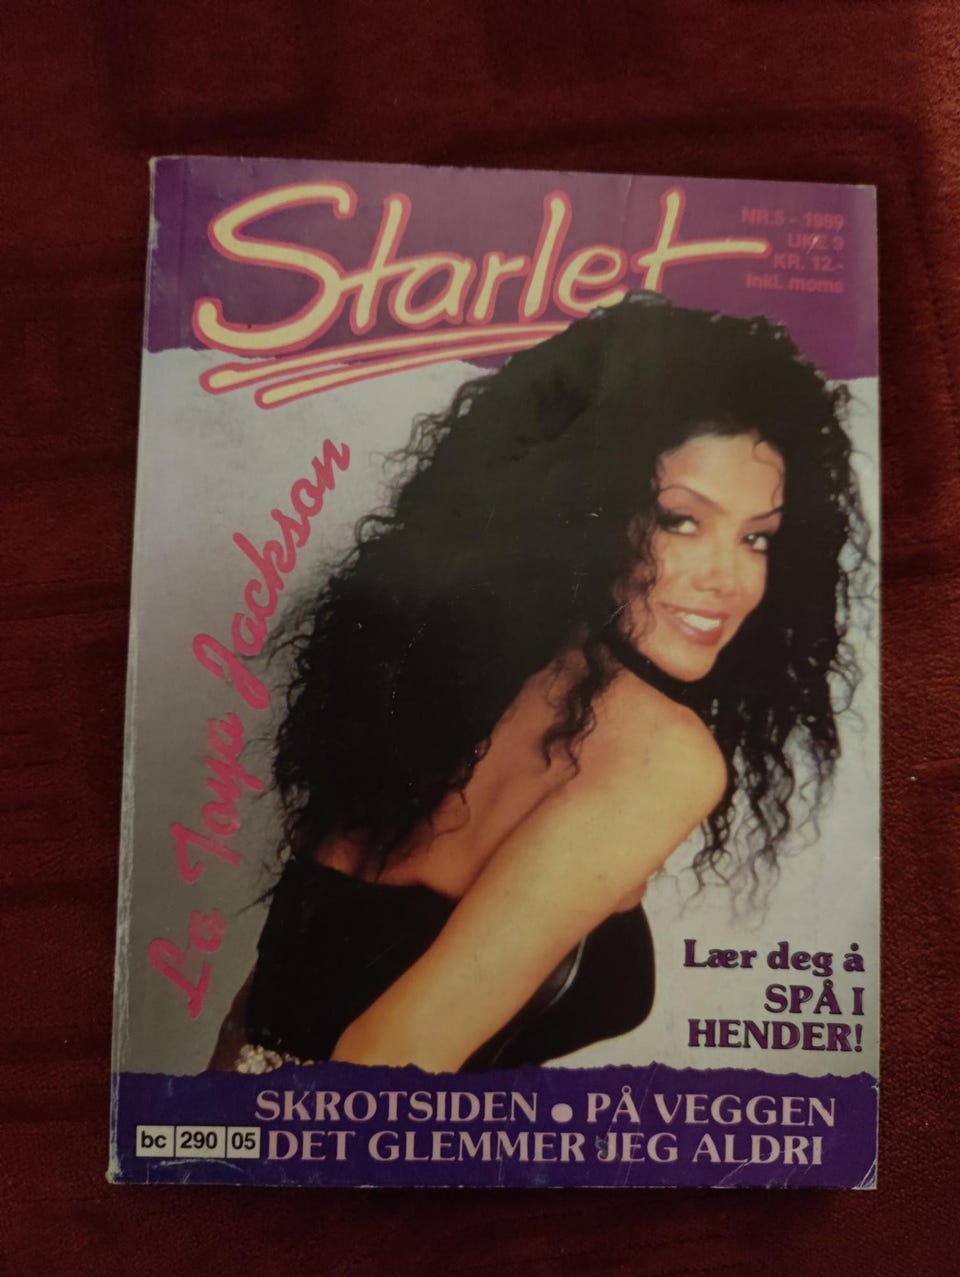 Starlet
NR.5 - 1989
UKE 9
KR. 12.-
inkl. moms
La Toya Jackson
Lær deg å
SPÅ I
HENDER!
SKROTSIDEN • PÅ VEGGEN
DET GLEMMER JEG ALDRI
bc 290 05